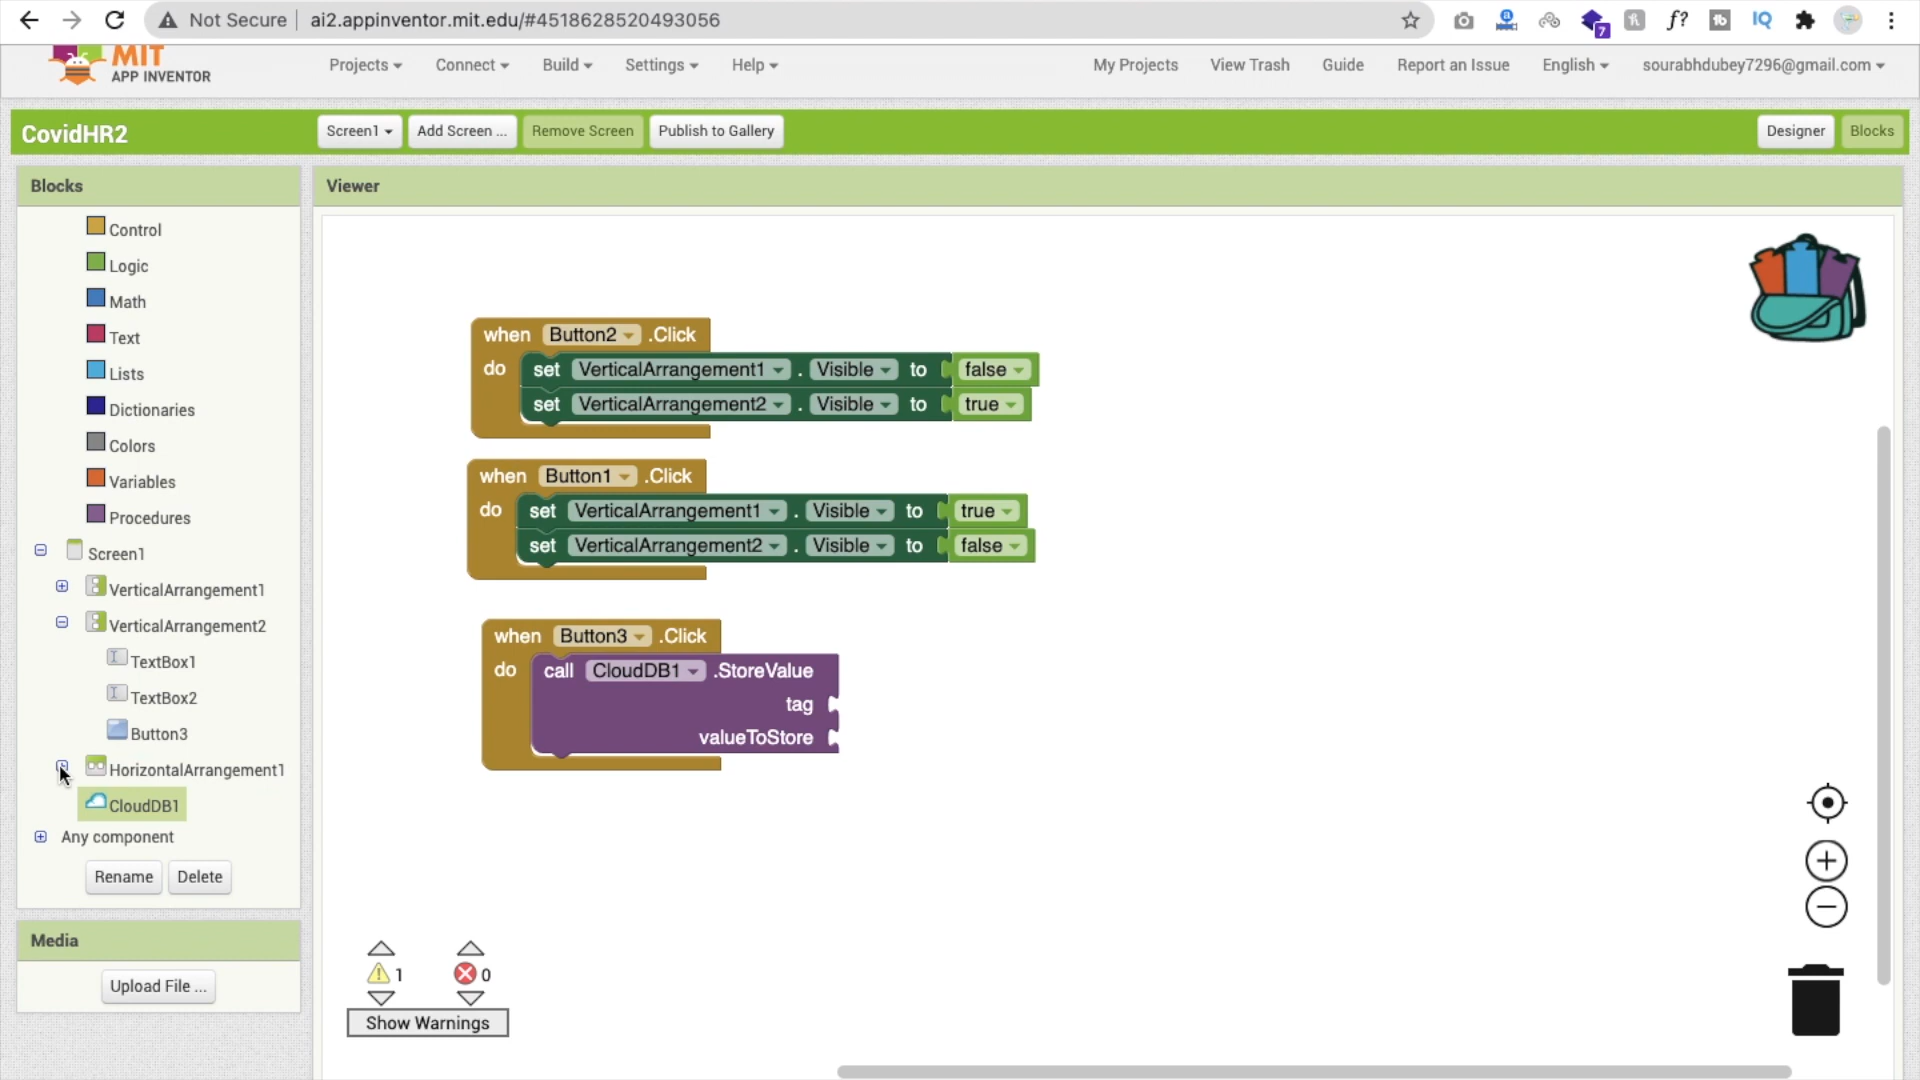 Not Secure
ai2.appinventor.mit.edu/#4518628520493056
7
f?
IQ
MIT
APP INVENTOR
Projects
Connect
Build
Settings
Help
My Projects
View Trash
Guide
Report an Issue
English
sourabhdubey7296@gmail.com
CovidHR2
Screen1
Add Screen ...
Remove Screen
Publish to Gallery
Designer
Blocks
Blocks
Control
Logic
Math
Text
Lists
Dictionaries
Colors
Variables
Procedures
Screen1
VerticalArrangement1
VerticalArrangement2
TextBox1
TextBox2
Button3
HorizontalArrangement1
CloudDB1
Any component
Rename
Delete
Media
Upload File ...
Viewer
when Button2 .Click
do set VerticalArrangement1 . Visible to false
set VerticalArrangement2 . Visible to true
when Button1 .Click
do set VerticalArrangement1 . Visible to true
set VerticalArrangement2 . Visible to false
when Button3 .Click
do call CloudDB1 .StoreValue
tag
valueToStore
1
0
Show Warnings